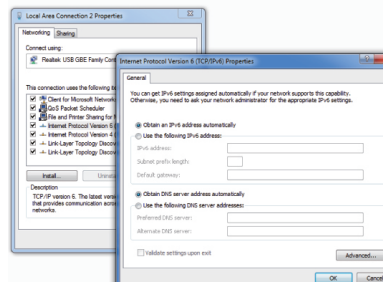 Local Area Connection 2 Properties
Networking Sharing
Connect using:
Realtek USB GBE Family Cont
This connection uses the following ite
Client for Microsoft Network
QoS Packet Scheduler
File and Printer Sharing for M
Internet Protocol Version 6 (
Internet Protocol Version 4 (
Link-Layer Topology Discov
Link-Layer Topology Discov
Install...
Uninsta
Description
TCP/IP version 6. The latest vers
that provides communication acros
networks.
Internet Protocol Version 6 (TCP/IPv6) Properties
General
You can get IPv6 settings assigned automatically if your network supports this capability.
Otherwise, you need to ask your network administrator for the appropriate IPv6 settings.
Obtain an IPv6 address automatically
Use the following IPv6 address:
IPv6 address:
Subnet prefix length:
Default gateway:
Obtain DNS server address automatically
Use the following DNS server addresses:
Preferred DNS server:
Alternate DNS server:
Validate settings upon exit
Advanced...
OK
Cancel